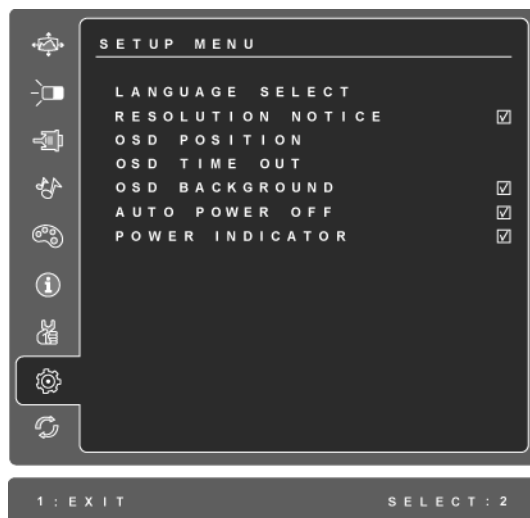 SETUP MENU
LANGUAGE SELECT
RESOLUTION NOTICE
OSD POSITION
OSD TIME OUT
OSD BACKGROUND
AUTO POWER OFF
POWER INDICATOR
1:EXIT SELECT:2